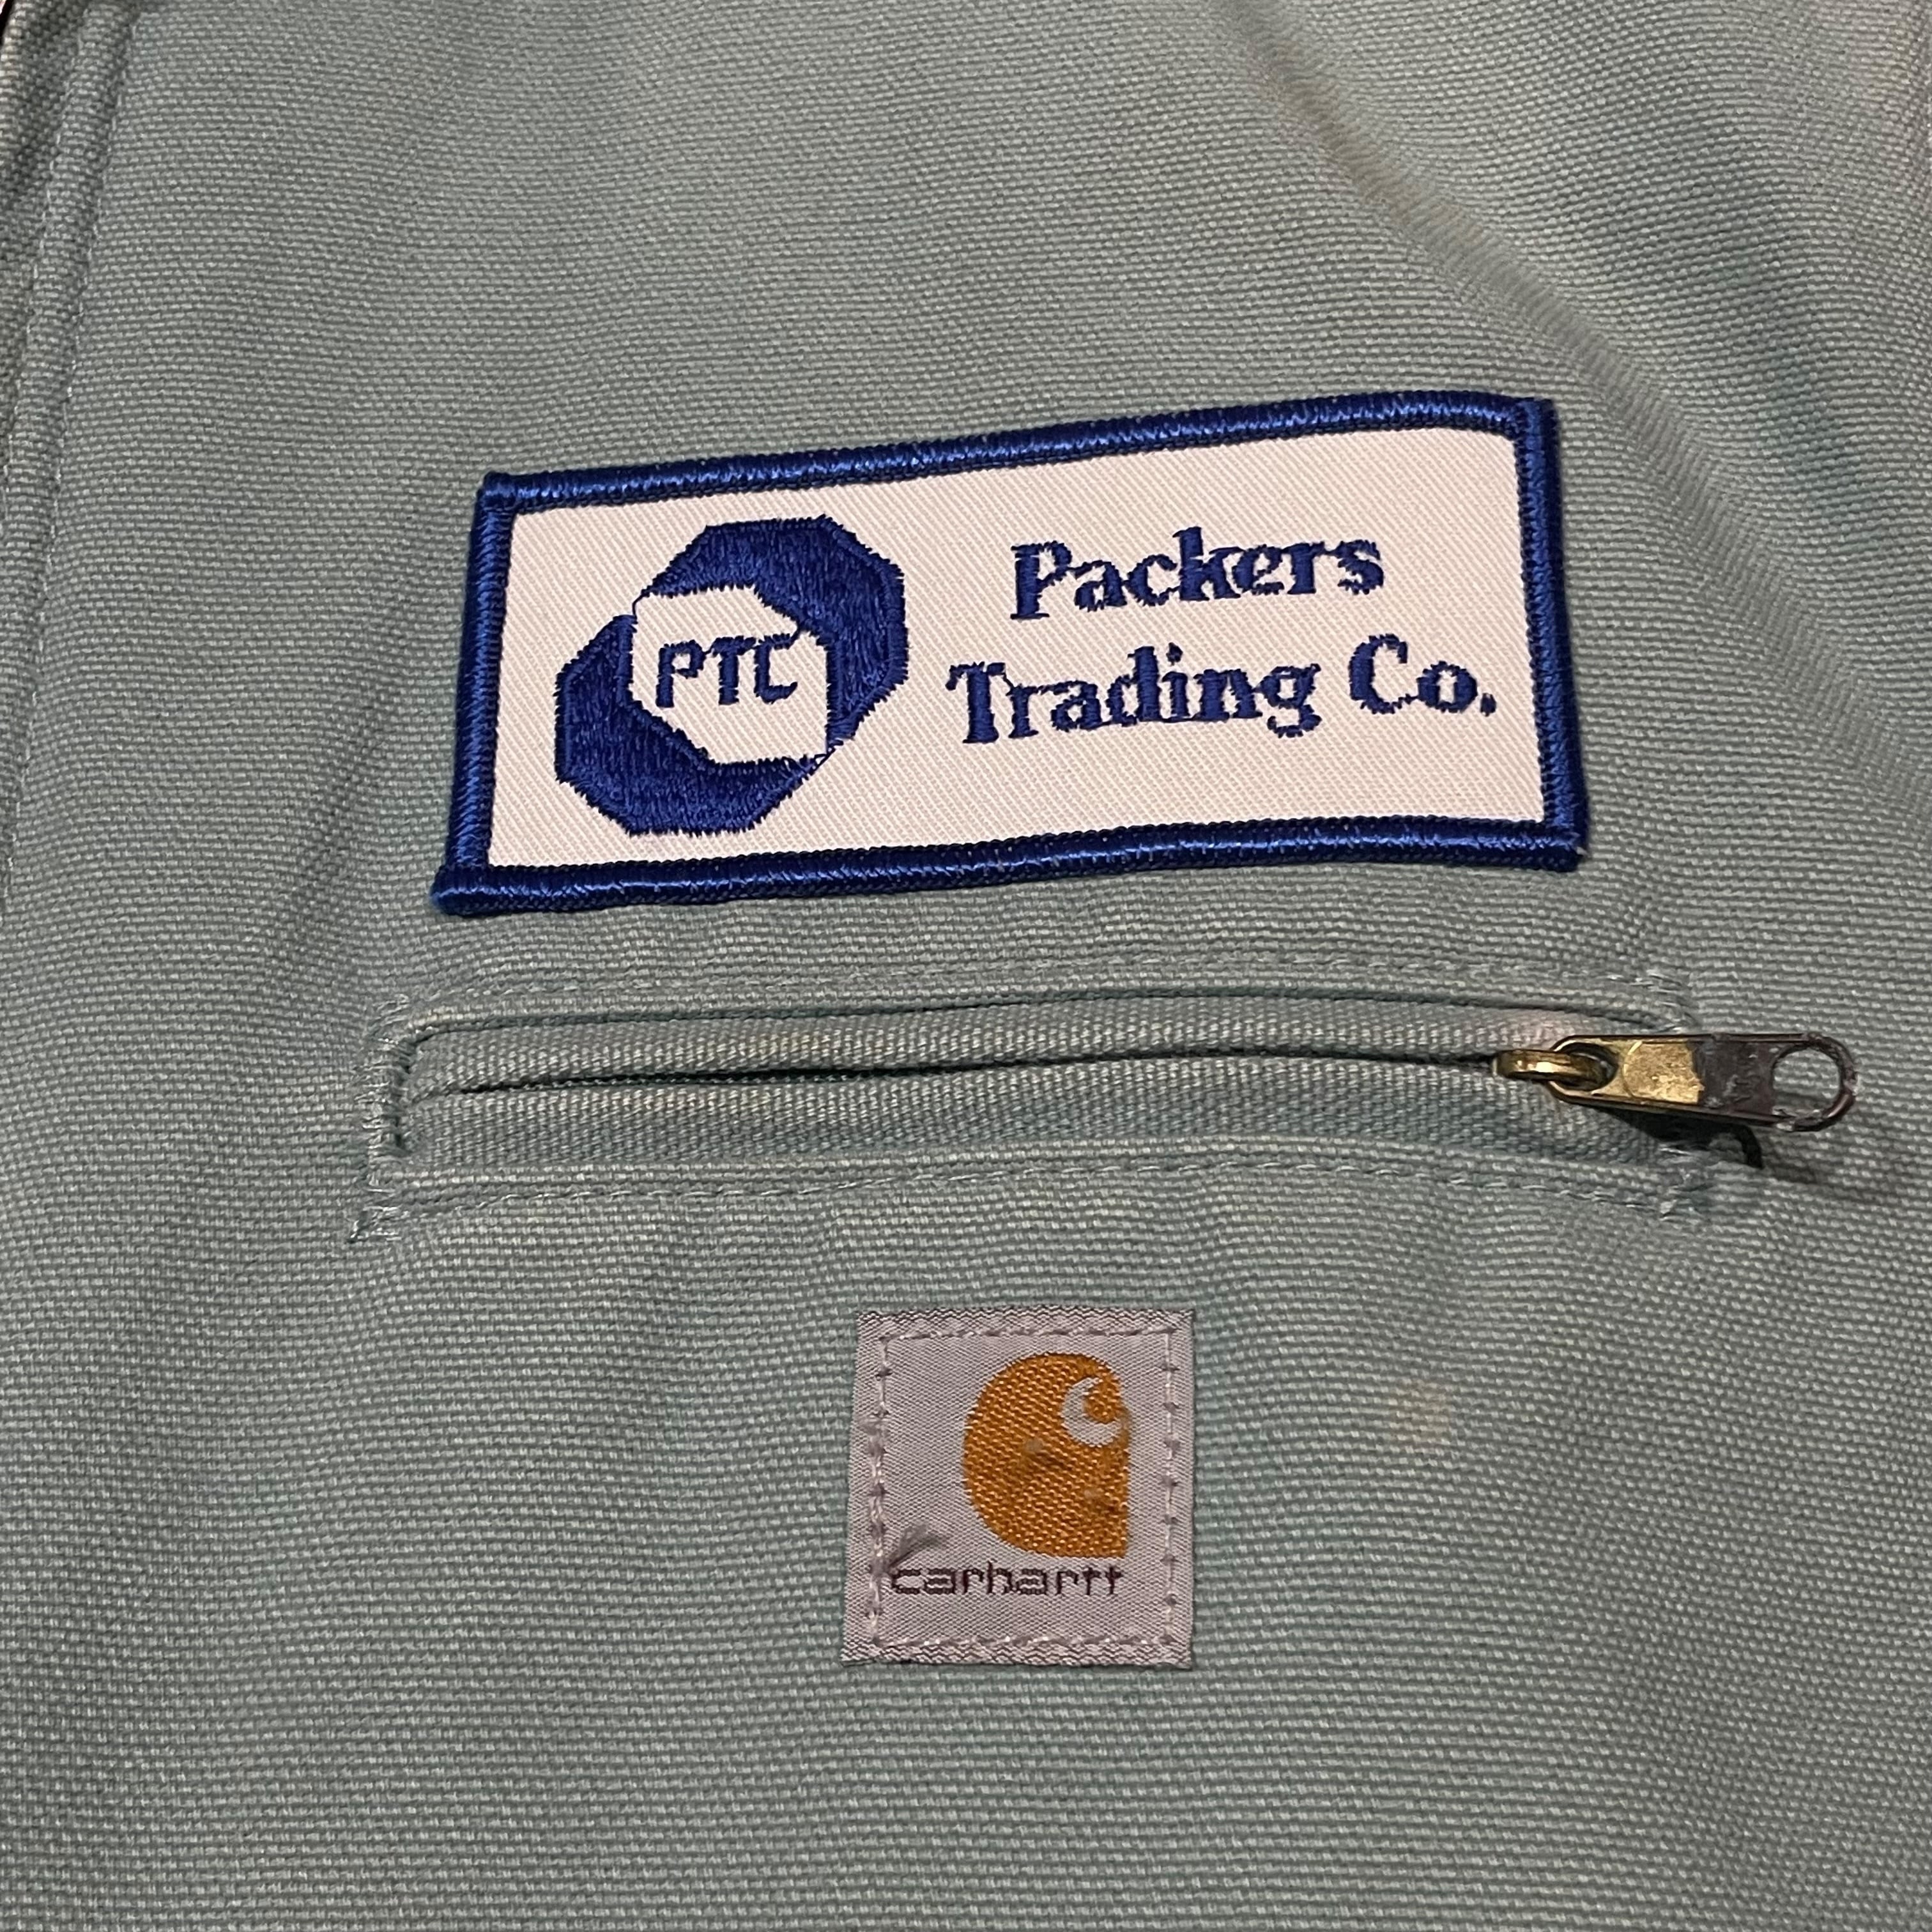 PTC
Packers
Trading Co.
carhartt